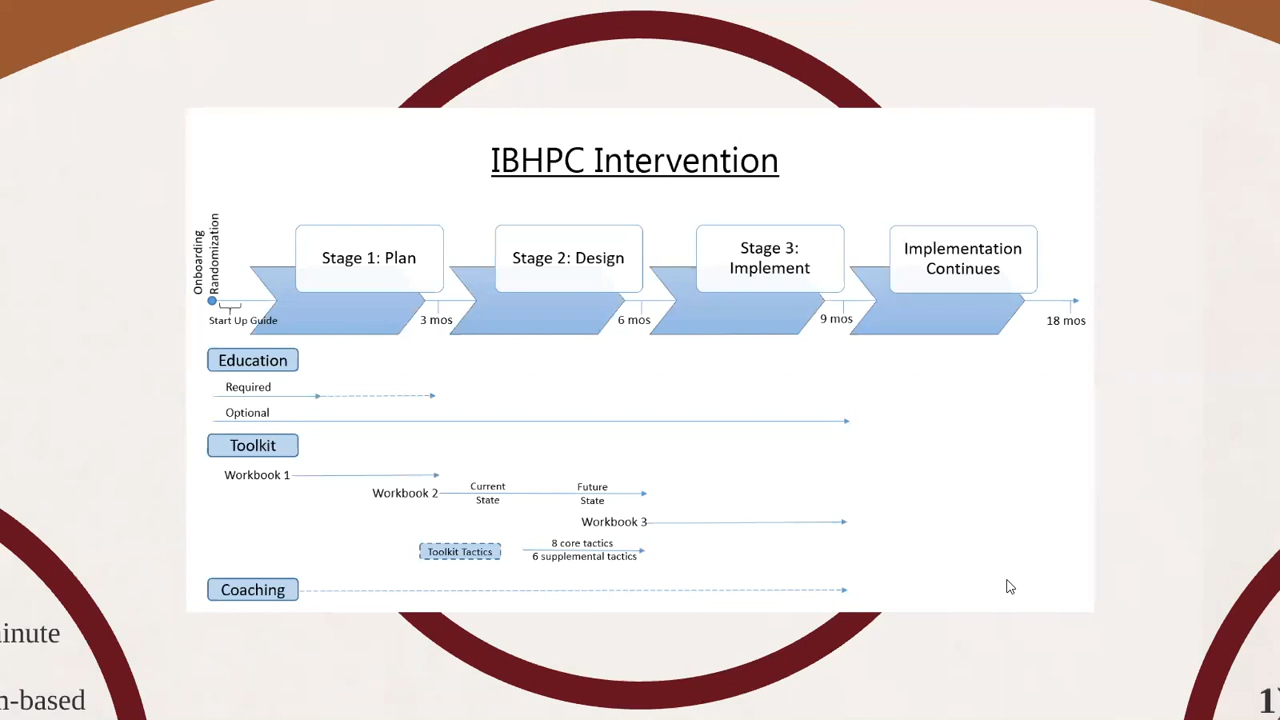 IBHPC Intervention
Onboarding
Randomization
Stage 1: Plan
Stage 2: Design
Stage 3:
Implement
Implementation
Continues
Start Up Guide
3 mos
6 mos
9 mos
18 mos
Education
Required
Optional
Toolkit
Workbook 1
Workbook 2
Current
State
Future
State
Workbook 3
Toolkit Tactics
8 core tactics
6 supplemental tactics
Coaching